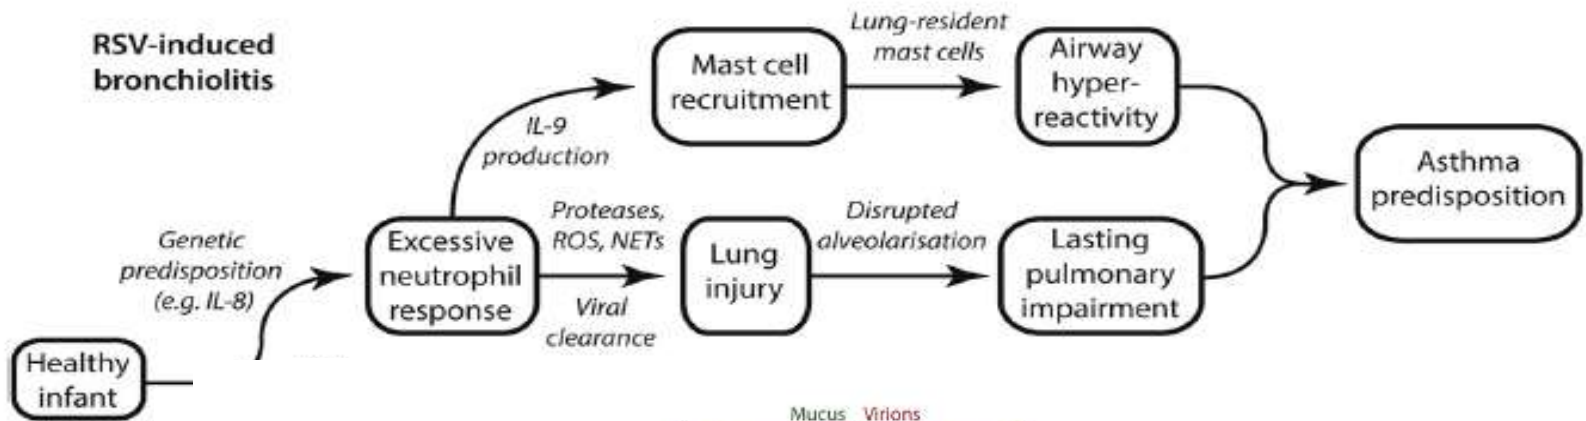 RSV-induced
bronchiolitis
Lung-resident
mast cells
Mast cell
recruitment
Airway
hyper-
reactivity
IL-9
production
Asthma
predisposition
Genetic
predisposition
(e.g. IL-8)
Excessive
neutrophil
response
Proteases,
ROS, NETs
Viral
clearance
Lung
injury
Disrupted
alveolarisation
Lasting
pulmonary
impairment
Healthy
infant
Mucus Virions